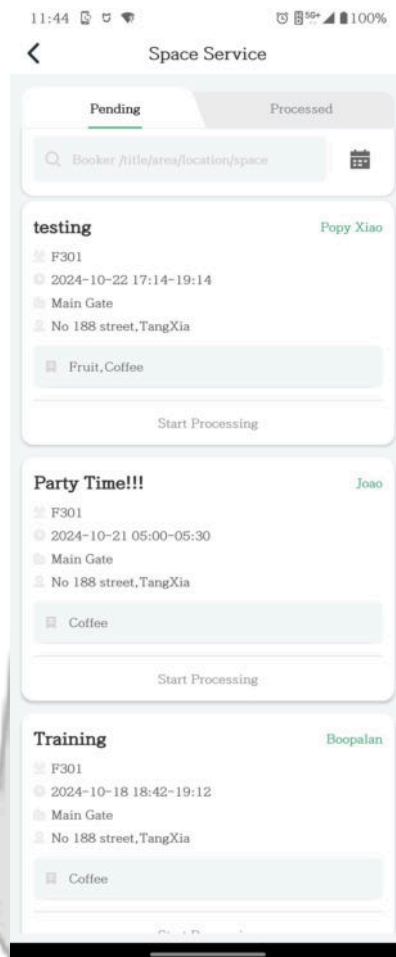 11:44 5G+ 100%
Space Service
Pending Processed
Booker /title/area/location/space
testing Popy Xiao
F301
2024-10-22 17:14-19:14
Main Gate
No 188 street,TangXia
Fruit,Coffee
Start Processing
Party Time!!! Joao
F301
2024-10-21 05:00-05:30
Main Gate
No 188 street,TangXia
Coffee
Start Processing
Training Boopalan
F301
2024-10-18 18:42-19:12
Main Gate
No 188 street,TangXia
Coffee